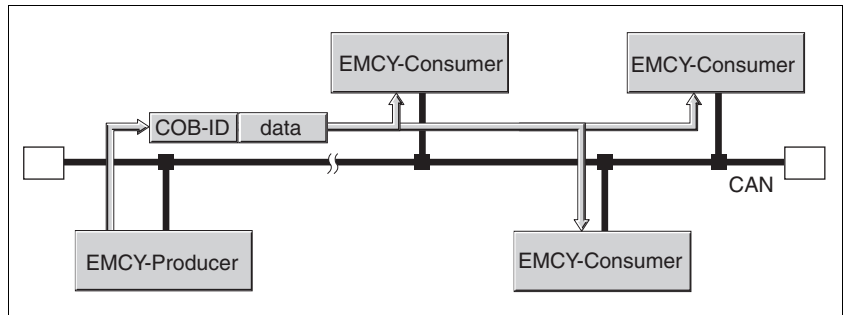 EMCY-Consumer
EMCY-Consumer
COB-ID
data
CAN
EMCY-Producer
EMCY-Consumer